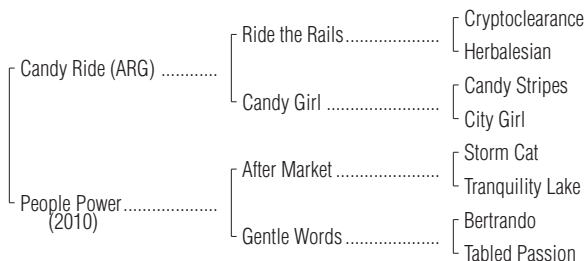 Cryptoclearance
Ride the Rails
Herbalesian
Candy Ride (ARG)
Candy Stripes
Candy Girl
City Girl
Storm Cat
After Market
Tranquility Lake
People Power
(2010)
Bertrando
Gentle Words
Tabled Passion